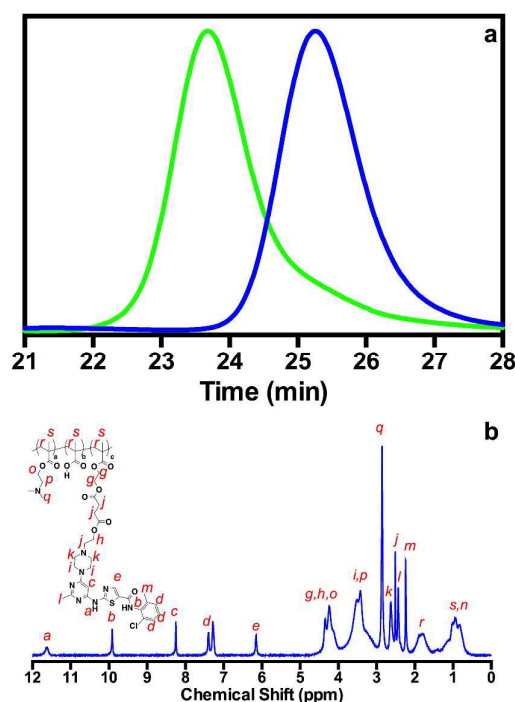 a
21 22 23 24 25 26 27 28
Time (min)
b
q
s s s
r r r
a b c
O O O O O
o O H g
p g
N q O
j
j O
O
j h
k N k
i N i
N c
l N N H N S e O m
a HN b d
Cl d d
a b c d e g,h,o i,p k j l m r s,n
12 11 10 9 8 7 6 5 4 3 2 1 0
Chemical Shift (ppm)